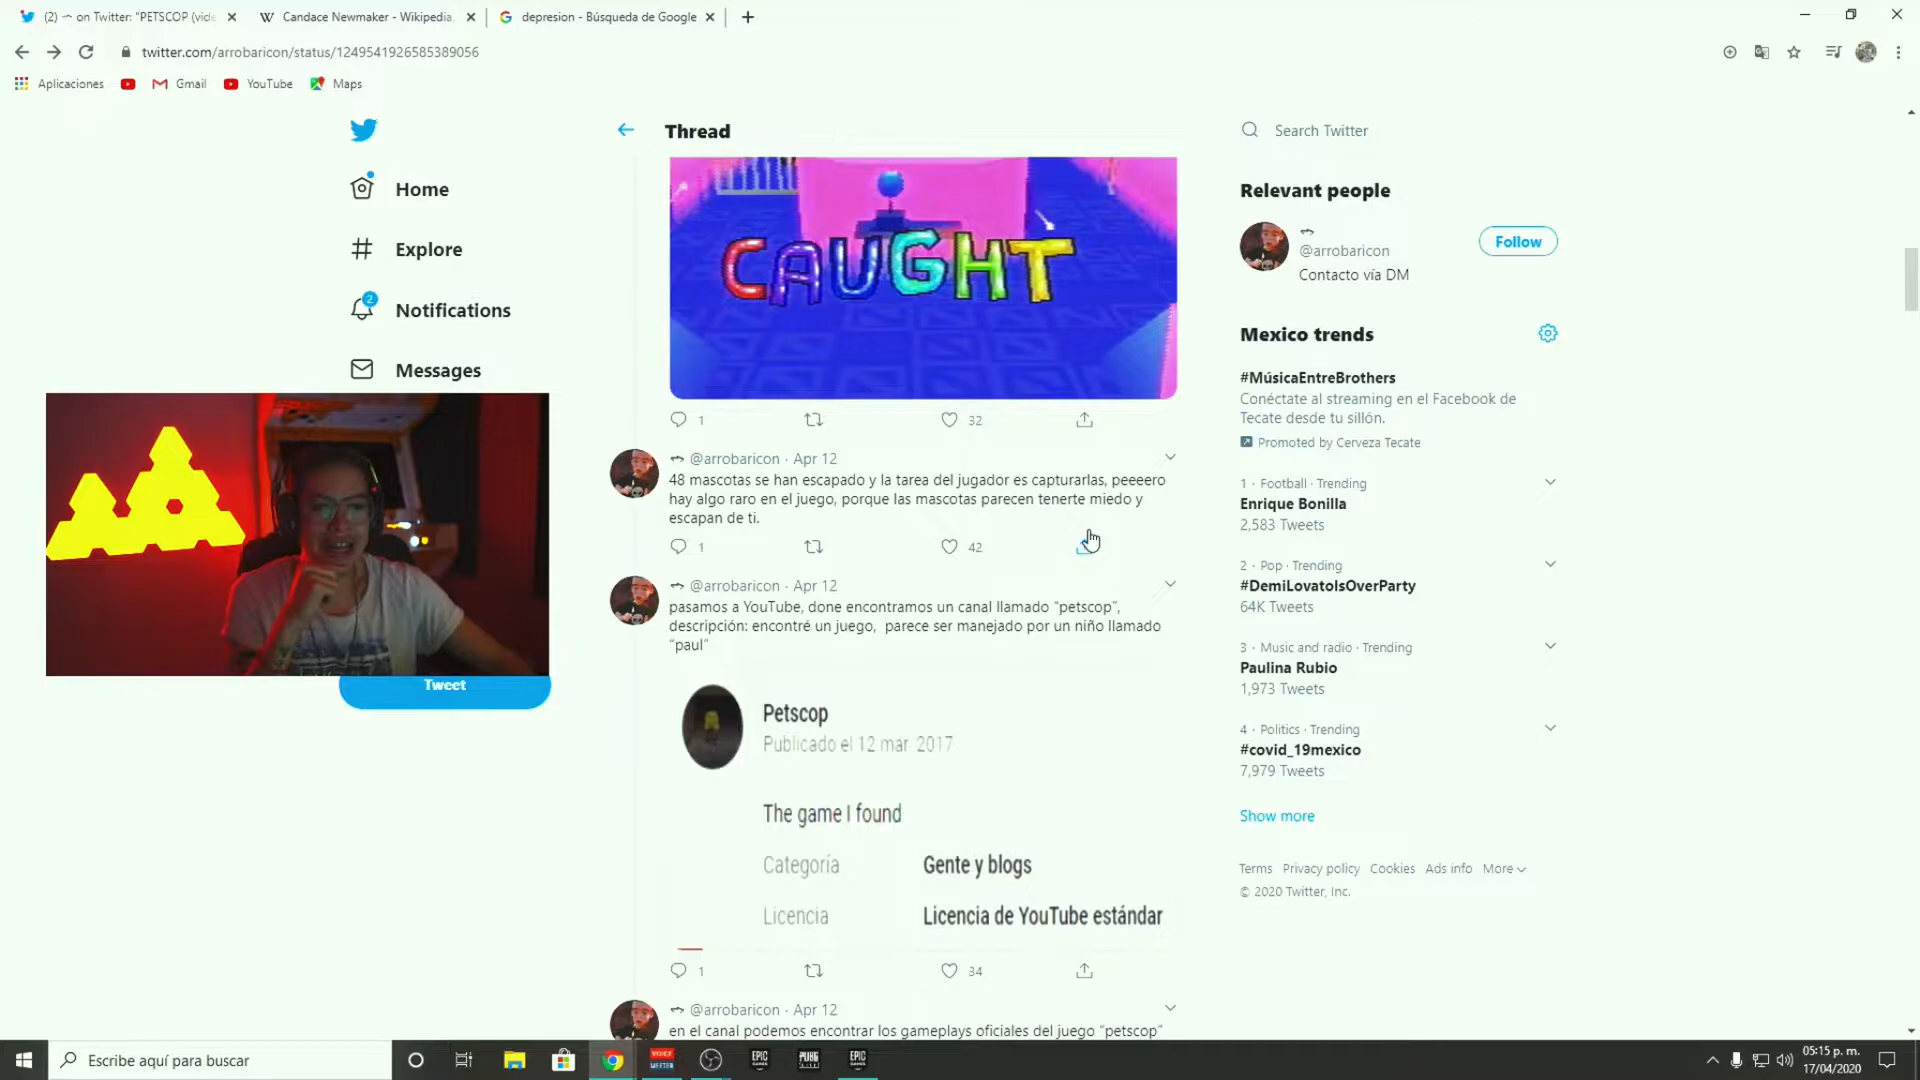 (2) on Twitter: "PETSCOP (vide
Candace Newmaker - Wikipedia,
depresion - Búsqueda de Google
twitter.com/arrobaricon/status/1249541926585389056
Aplicaciones
Gmail
YouTube
Maps
Thread
Search Twitter
Home
Explore
2
Notifications
Messages
Tweet
CAUGHT
1
32
@arrobaricon · Apr 12
48 mascotas se han escapado y la tarea del jugador es capturarlas, peeeero
hay algo raro en el juego, porque las mascotas parecen tenerte miedo y
escapan de ti.
1
42
@arrobaricon · Apr 12
pasamos a YouTube, done encontramos un canal llamado "petscop",
descripción: encontré un juego, parece ser manejado por un niño llamado
"paul"
Petscop
Publicado el 12 mar. 2017
The game I found
Categoría
Gente y blogs
Licencia
Licencia de YouTube estándar
1
34
@arrobaricon · Apr 12
en el canal podemos encontrar los gameplays oficiales del juego "petscop"
Relevant people
@arrobaricon
Follow
Contacto vía DM
Mexico trends
#MúsicaEntreBrothers
Conéctate al streaming en el Facebook de
Tecate desde tu sillón.
Promoted by Cerveza Tecate
1 · Football · Trending
Enrique Bonilla
2,583 Tweets
2 · Pop · Trending
#DemiLovatoIsOverParty
64K Tweets
3 · Music and radio · Trending
Paulina Rubio
1,973 Tweets
4 · Politics · Trending
#covid_19mexico
7,979 Tweets
Show more
Terms Privacy policy Cookies Ads info More
© 2020 Twitter, Inc.
Escribe aquí para buscar
VOICE
MEETER
EPIC
GAMES
PUBG
LITE
EPIC
GAMES
05:15 p. m.
17/04/2020